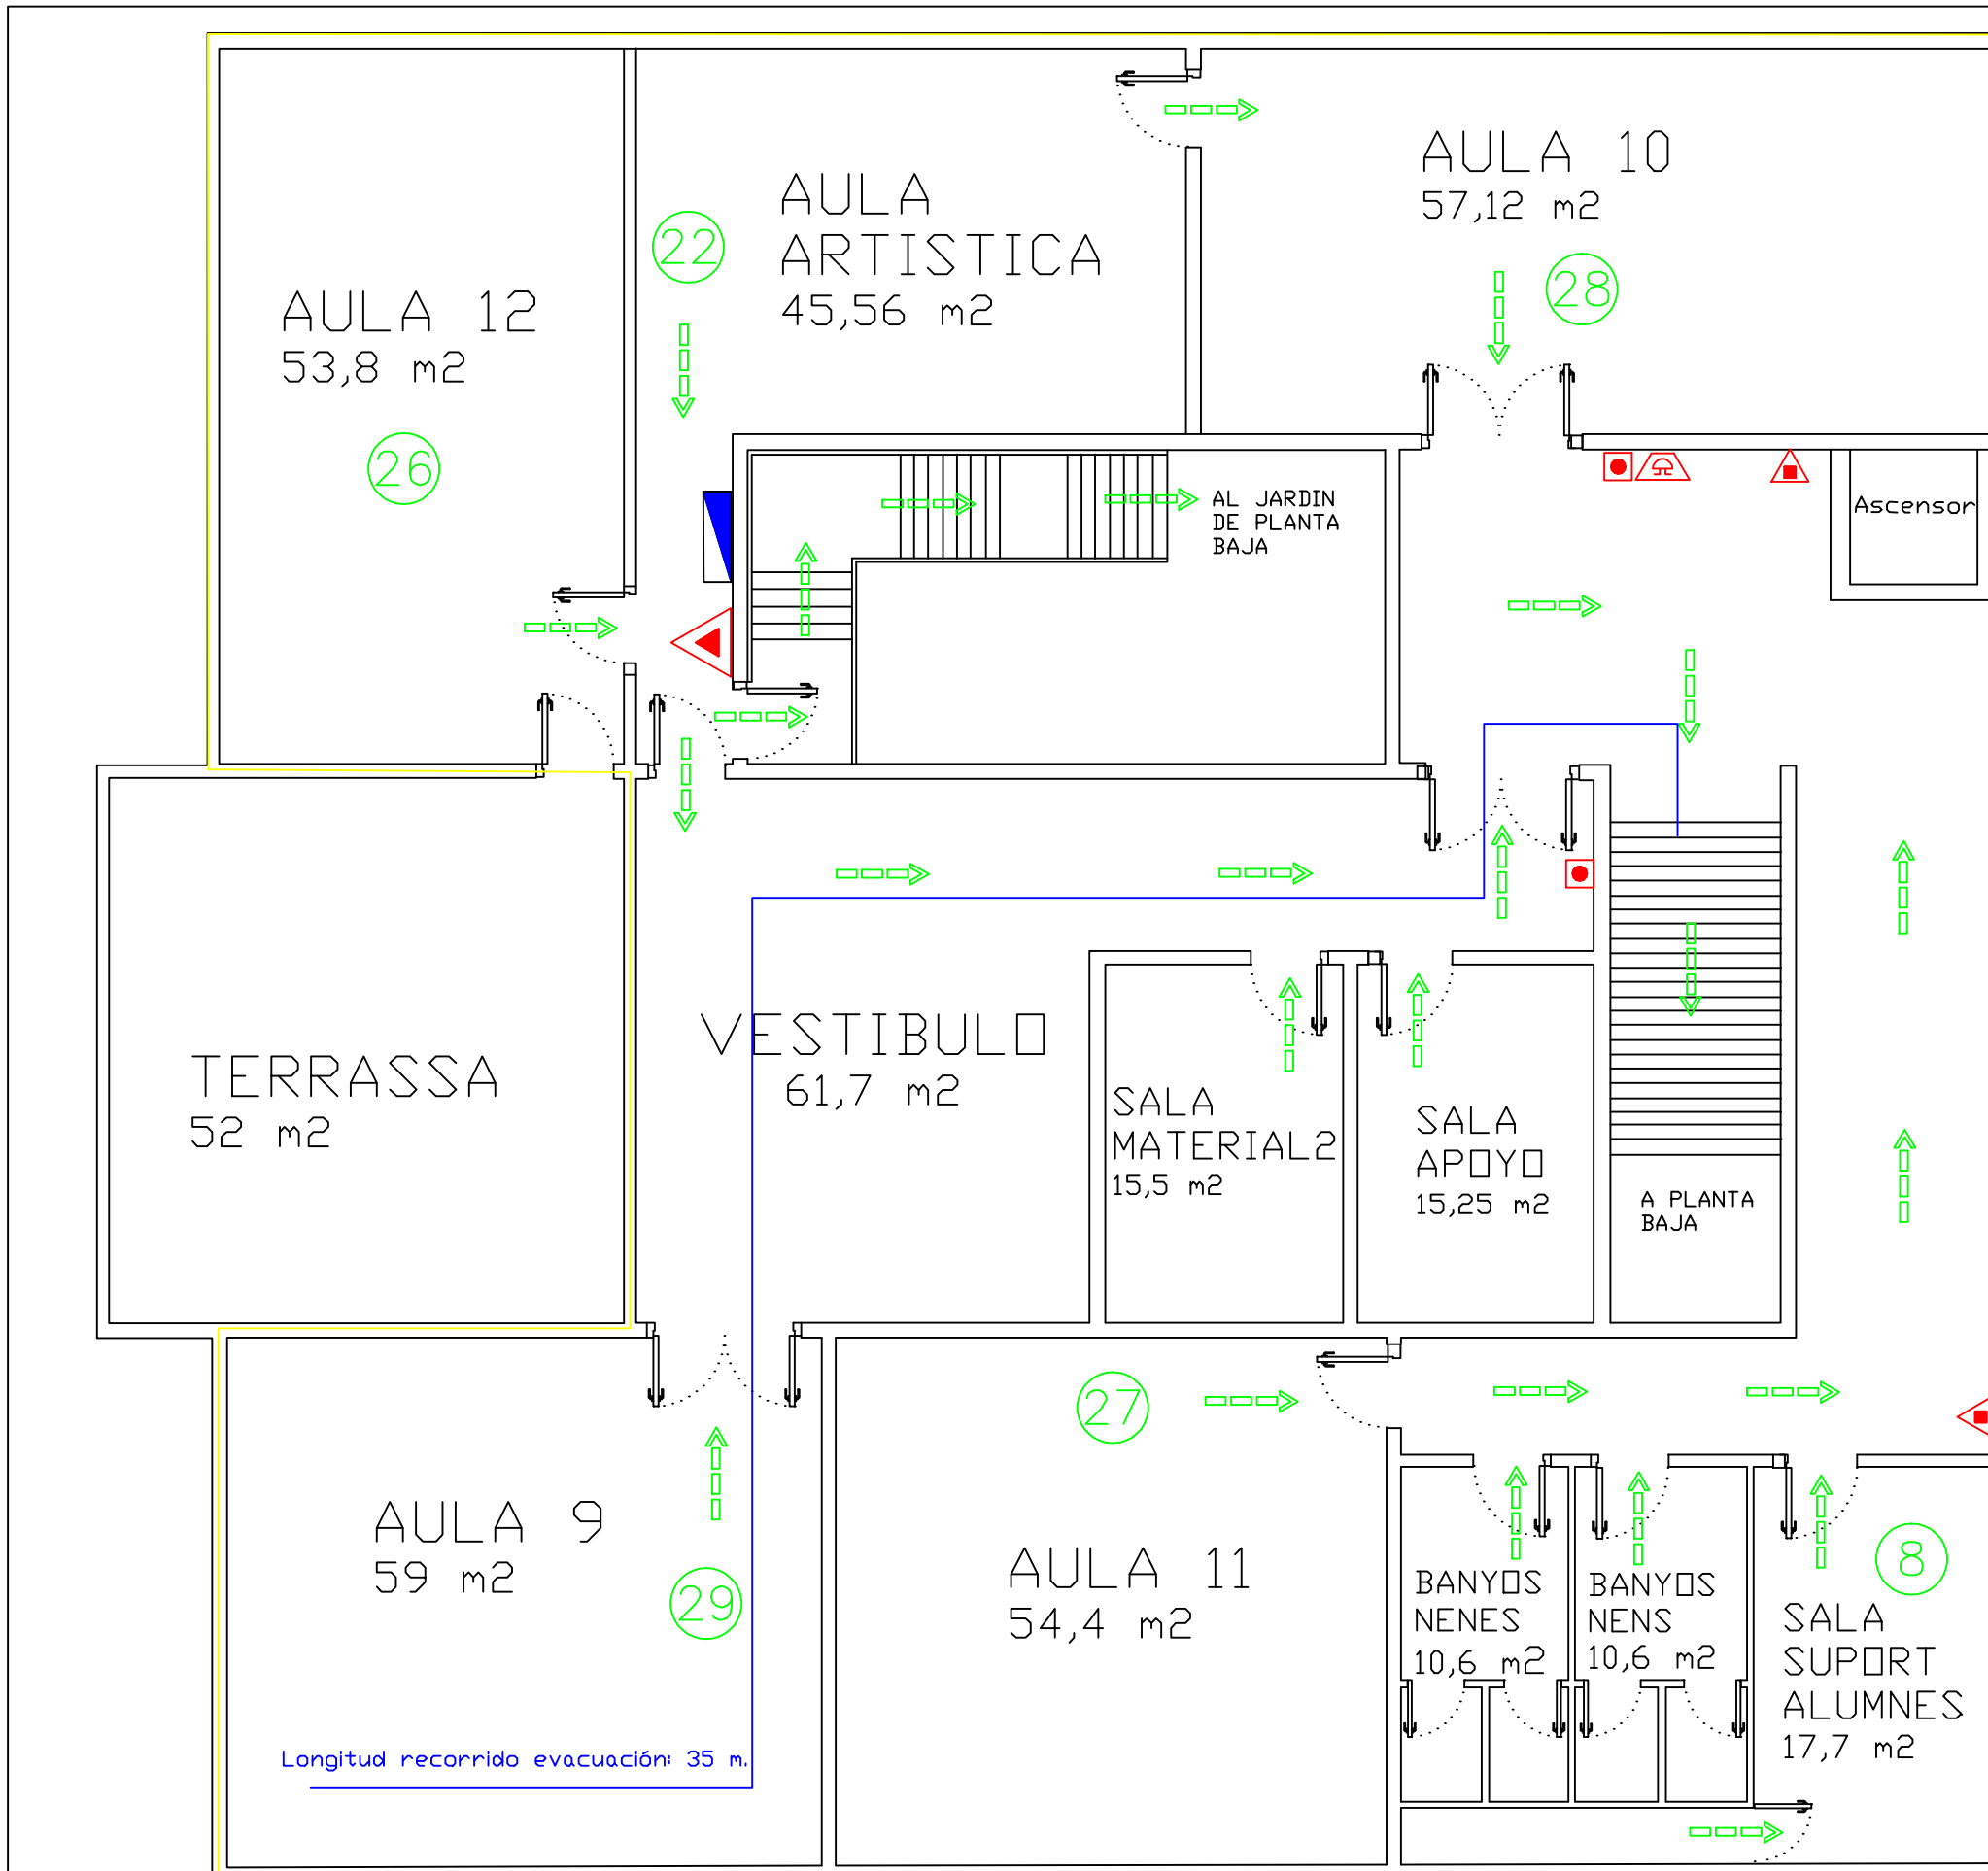 AULA 10
57,12 m2
28
AULA
ARTISTICA
45,56 m2
22
AULA 12
53,8 m2
26
AL JARDIN
DE PLANTA
BAJA
Ascensor
TERRASSA
52 m2
VESTIBULO
61,7 m2
SALA
MATERIAL2
15,5 m2
SALA
APOYO
15,25 m2
A PLANTA
BAJA
AULA 9
59 m2
29
27
AULA 11
54,4 m2
BANYOS
NENES
10,6 m2
BANYOS
NENS
10,6 m2
8
SALA
SUPORT
ALUMNES
17,7 m2
Longitud recorrido evacuación: 35 m.